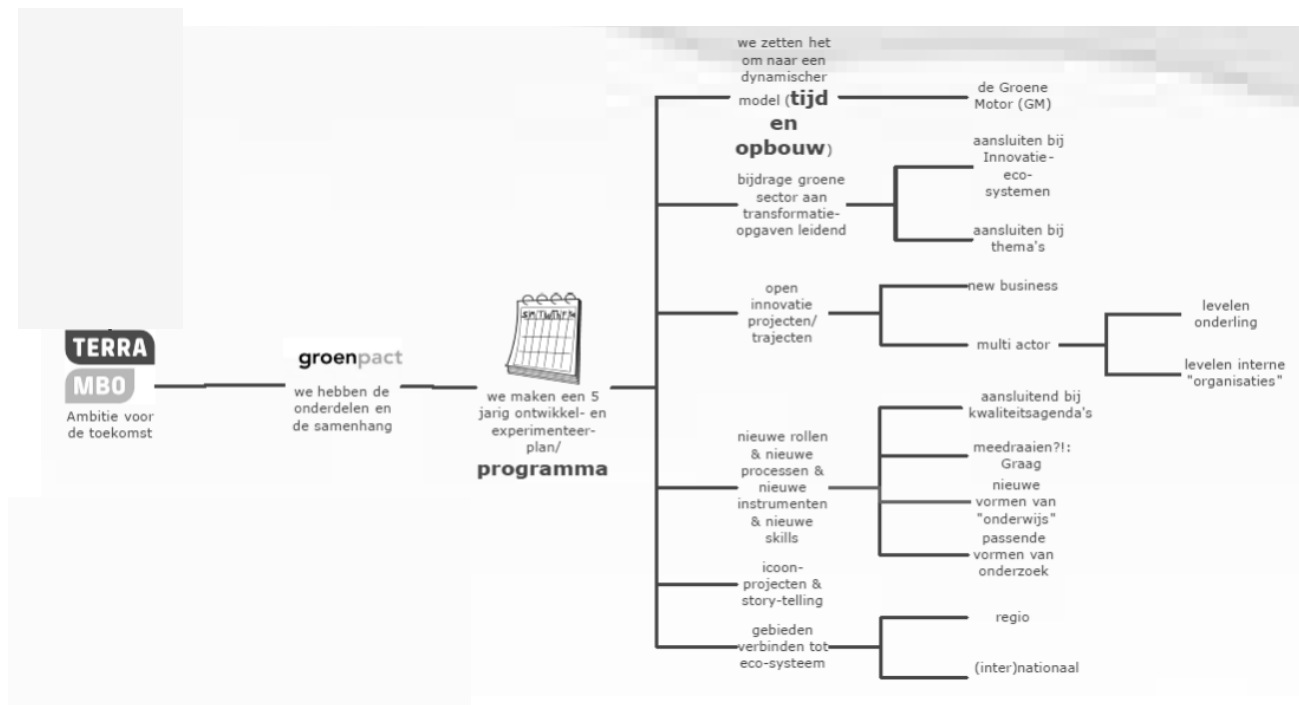 we zetten het
om naar een
dynamischer
model (tijd
en
opbouw)
de Groene
Motor (GM)
bijdrage groene
sector aan
transformatie-
opgaven leidend
aansluiten bij
Innovatie-
eco-
systemen
aansluiten bij
thema's
open
innovatie
projecten/
trajecten
new business
multi actor
levelen
onderling
levelen interne
"organisaties"
TERRA
MBO
Ambitie voor
de toekomst
groenpact
we hebben de
onderdelen en
de samenhang
we maken een 5
jarig ontwikkel- en
experimenteer-
plan/
programma
nieuwe rollen
& nieuwe
processen &
nieuwe
instrumenten
& nieuwe
skills
aansluitend bij
kwaliteitsagenda's
meedraaien?!:
Graag
nieuwe
vormen van
"onderwijs"
passende
vormen van
onderzoek
icoon-
projecten &
story-telling
gebieden
verbinden tot
eco-systeem
regio
(inter)nationaal